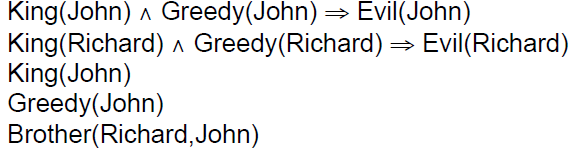 King(John) ∧ Greedy(John) ⇒ Evil(John)
King(Richard) ∧ Greedy(Richard) ⇒ Evil(Richard)
King(John)
Greedy(John)
Brother(Richard,John)